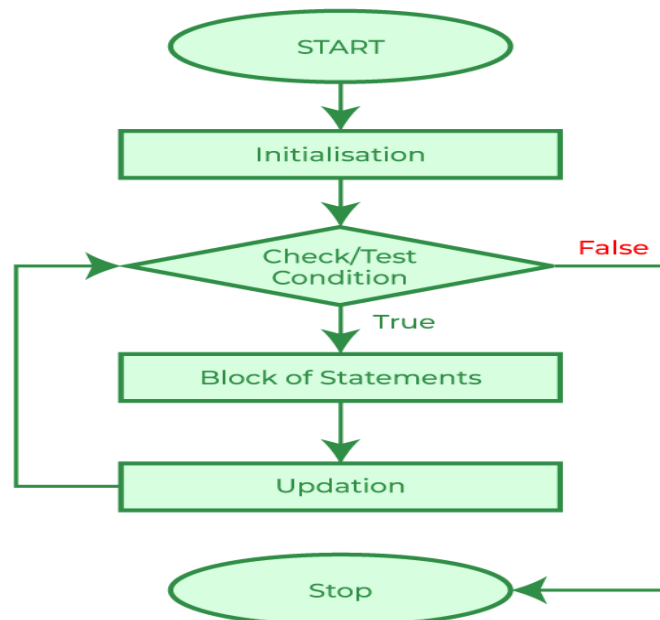 START
Initialisation
Check/Test
Condition
False
True
Block of Statements
Updation
Stop